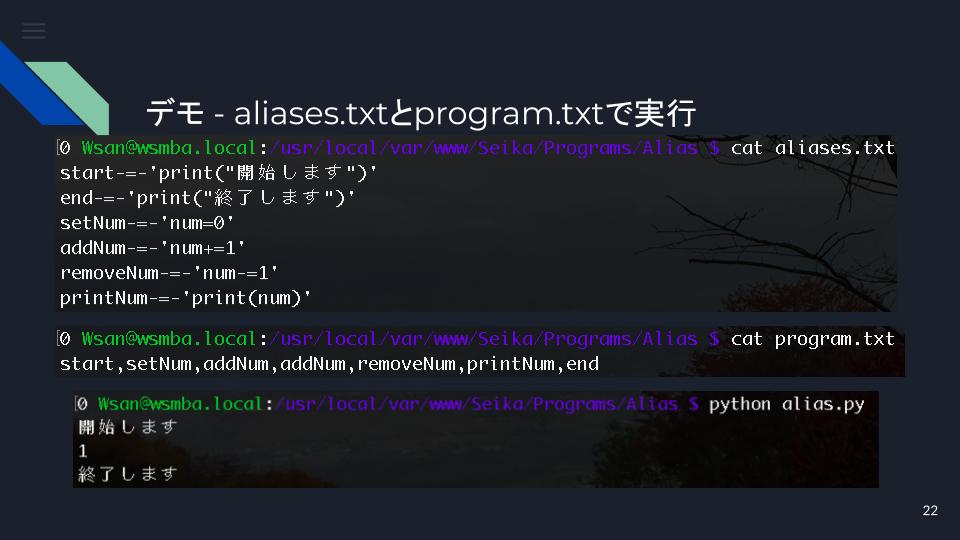 デモ - aliases.txtとprogram.txtで実行
[0 Wsan@wsmba.local:/usr/local/var/www/Seika/Programs/Alias $ cat aliases.txt
start-=-'print("開始します")'
end-=-'print("終了します")'
setNum-=-'num=0'
addNum-=-'num+=1'
removeNum-=-'num-=1'
printNum-=-'print(num)'
[0 Wsan@wsmba.local:/usr/local/var/www/Seika/Programs/Alias $ cat program.txt
start,setNum,addNum,addNum,removeNum,printNum,end
[0 Wsan@wsmba.local:/usr/local/var/www/Seika/Programs/Alias $ python alias.py
開始します
1
終了します
22